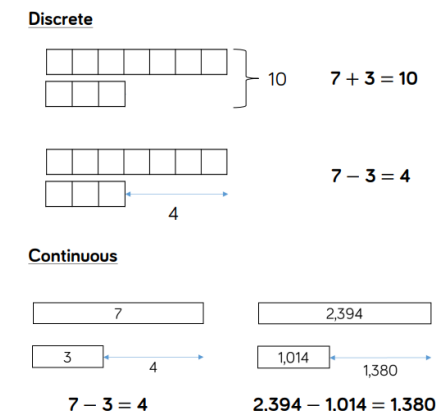 Discrete
10
7 + 3 = 10
7 − 3 = 4
4
Continuous
7
2,394
3
4
1,014
1,380
7 − 3 = 4
2,394 − 1,014 = 1,380